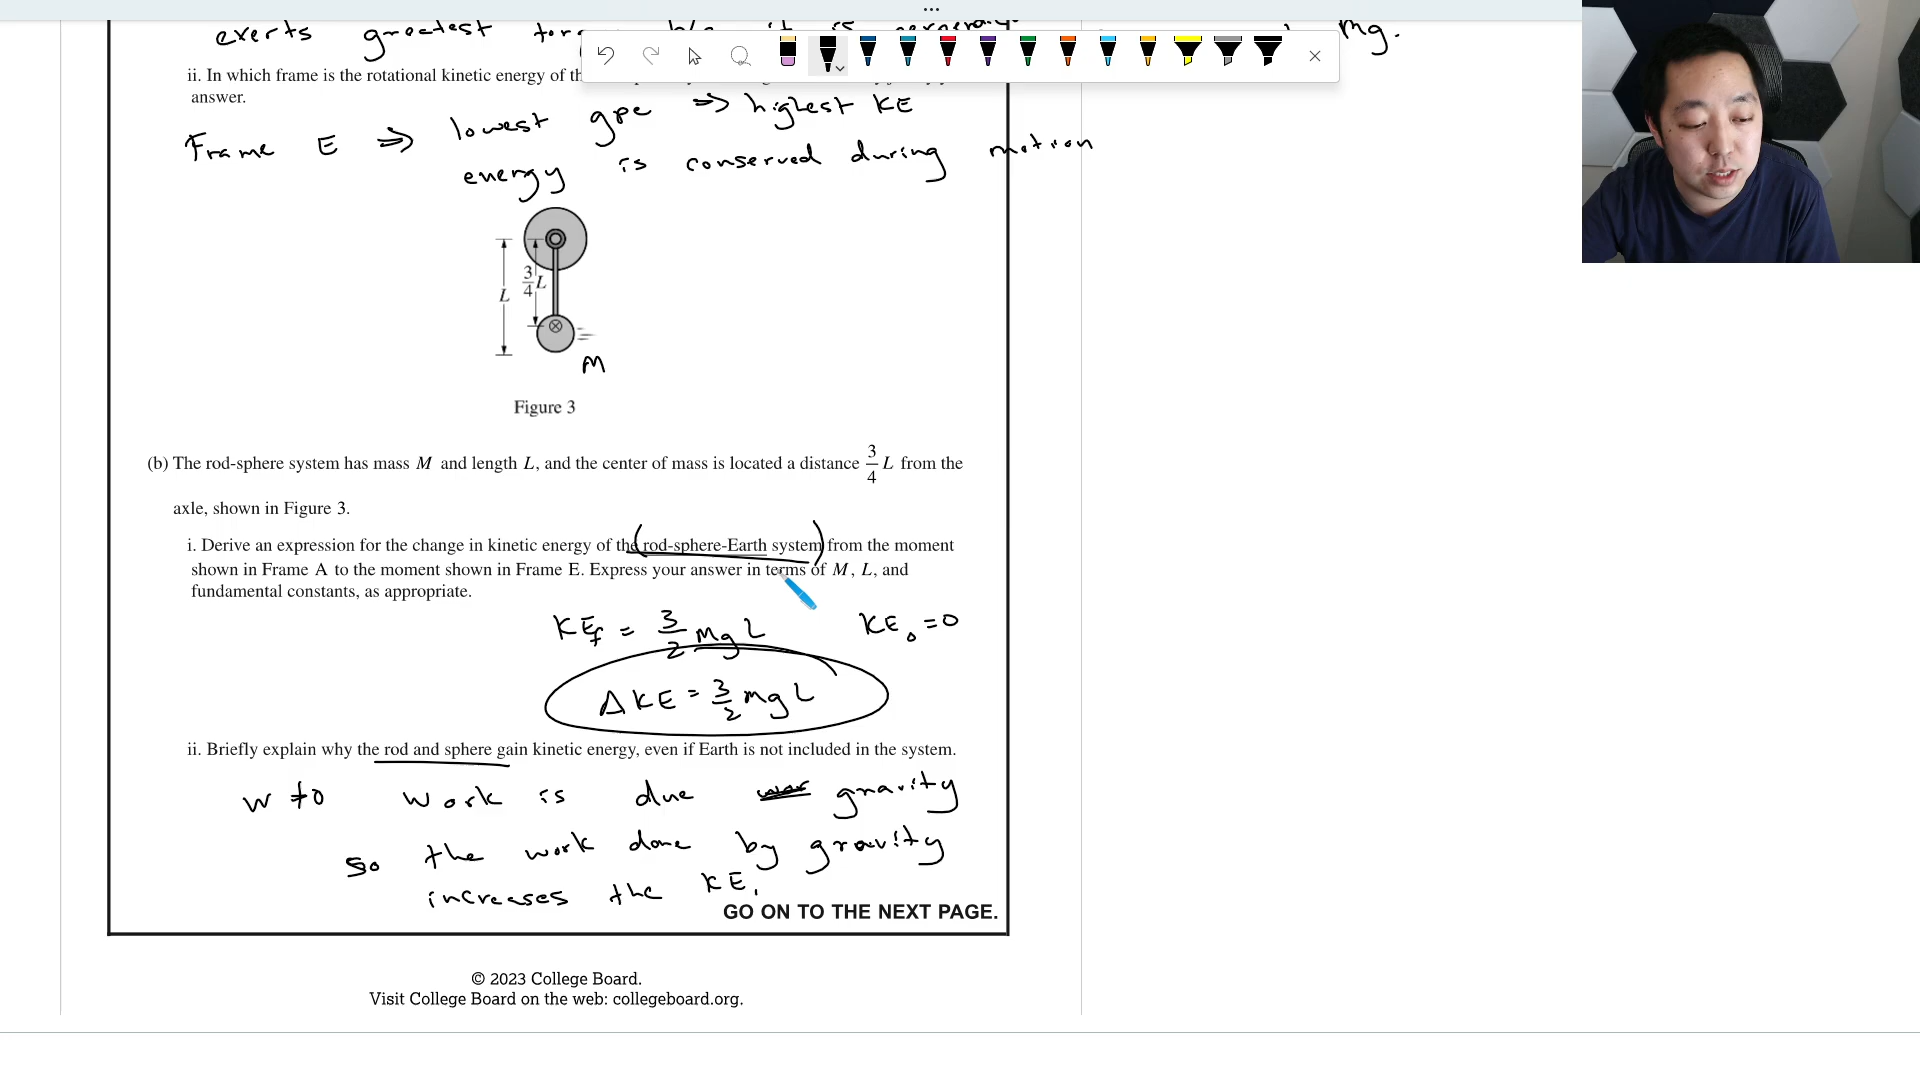 ...
exerts greatest
mg.
ii. In which frame is the rotational kinetic energy of th
answer.
Frame E ⇒ lowest gpe ⇒ highest KE
energy is conserved during motion
L
3/4 L
M
Figure 3
(b) The rod-sphere system has mass M and length L, and the center of mass is located a distance 3/4 L from the
axle, shown in Figure 3.
i. Derive an expression for the change in kinetic energy of the (rod-sphere-Earth system) from the moment
shown in Frame A to the moment shown in Frame E. Express your answer in terms of M, L, and
fundamental constants, as appropriate.
KEf = 3/2 MgL KE0 = 0
ΔKE = 3/2 MgL
ii. Briefly explain why the rod and sphere gain kinetic energy, even if Earth is not included in the system.
W ≠ 0 work is due gravity
so the work done by gravity
increases the KE.
GO ON TO THE NEXT PAGE.
© 2023 College Board.
Visit College Board on the web: collegeboard.org.